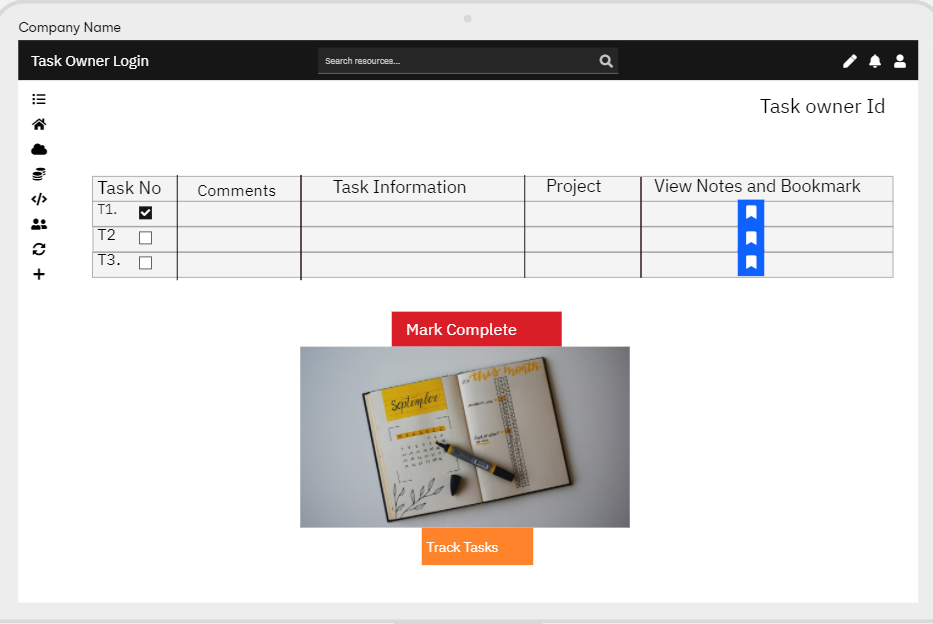 Company Name
Task Owner Login
Search resources...
Task owner Id
Task No Comments Task Information Project View Notes and Bookmark
T1.
T2
T3.
Mark Complete
this month
September
Track Tasks